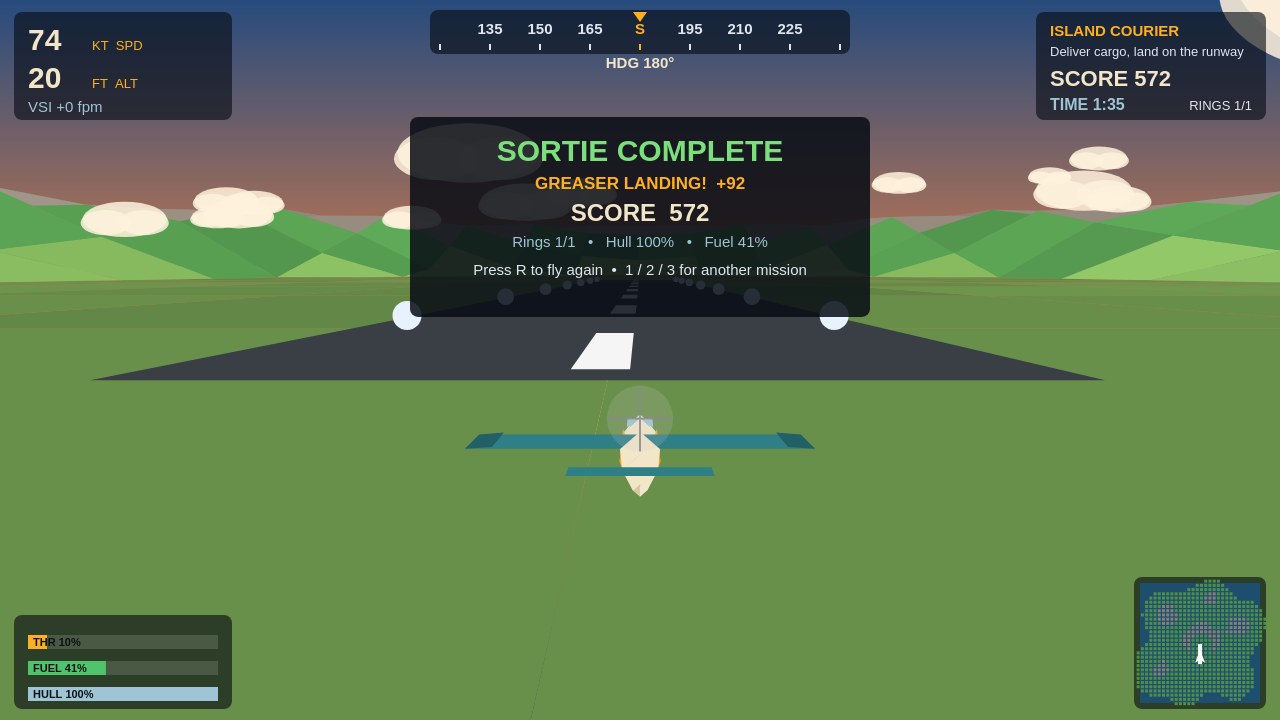 74 KT SPD
20 FT ALT
VSI +0 fpm
135 150 165 S 195 210 225
HDG 180°
ISLAND COURIER
Deliver cargo, land on the runway
SCORE 572
TIME 1:35 RINGS 1/1
SORTIE COMPLETE
GREASER LANDING! +92
SCORE 572
Rings 1/1 • Hull 100% • Fuel 41%
Press R to fly again • 1 / 2 / 3 for another mission
THR 10%
FUEL 41%
HULL 100%